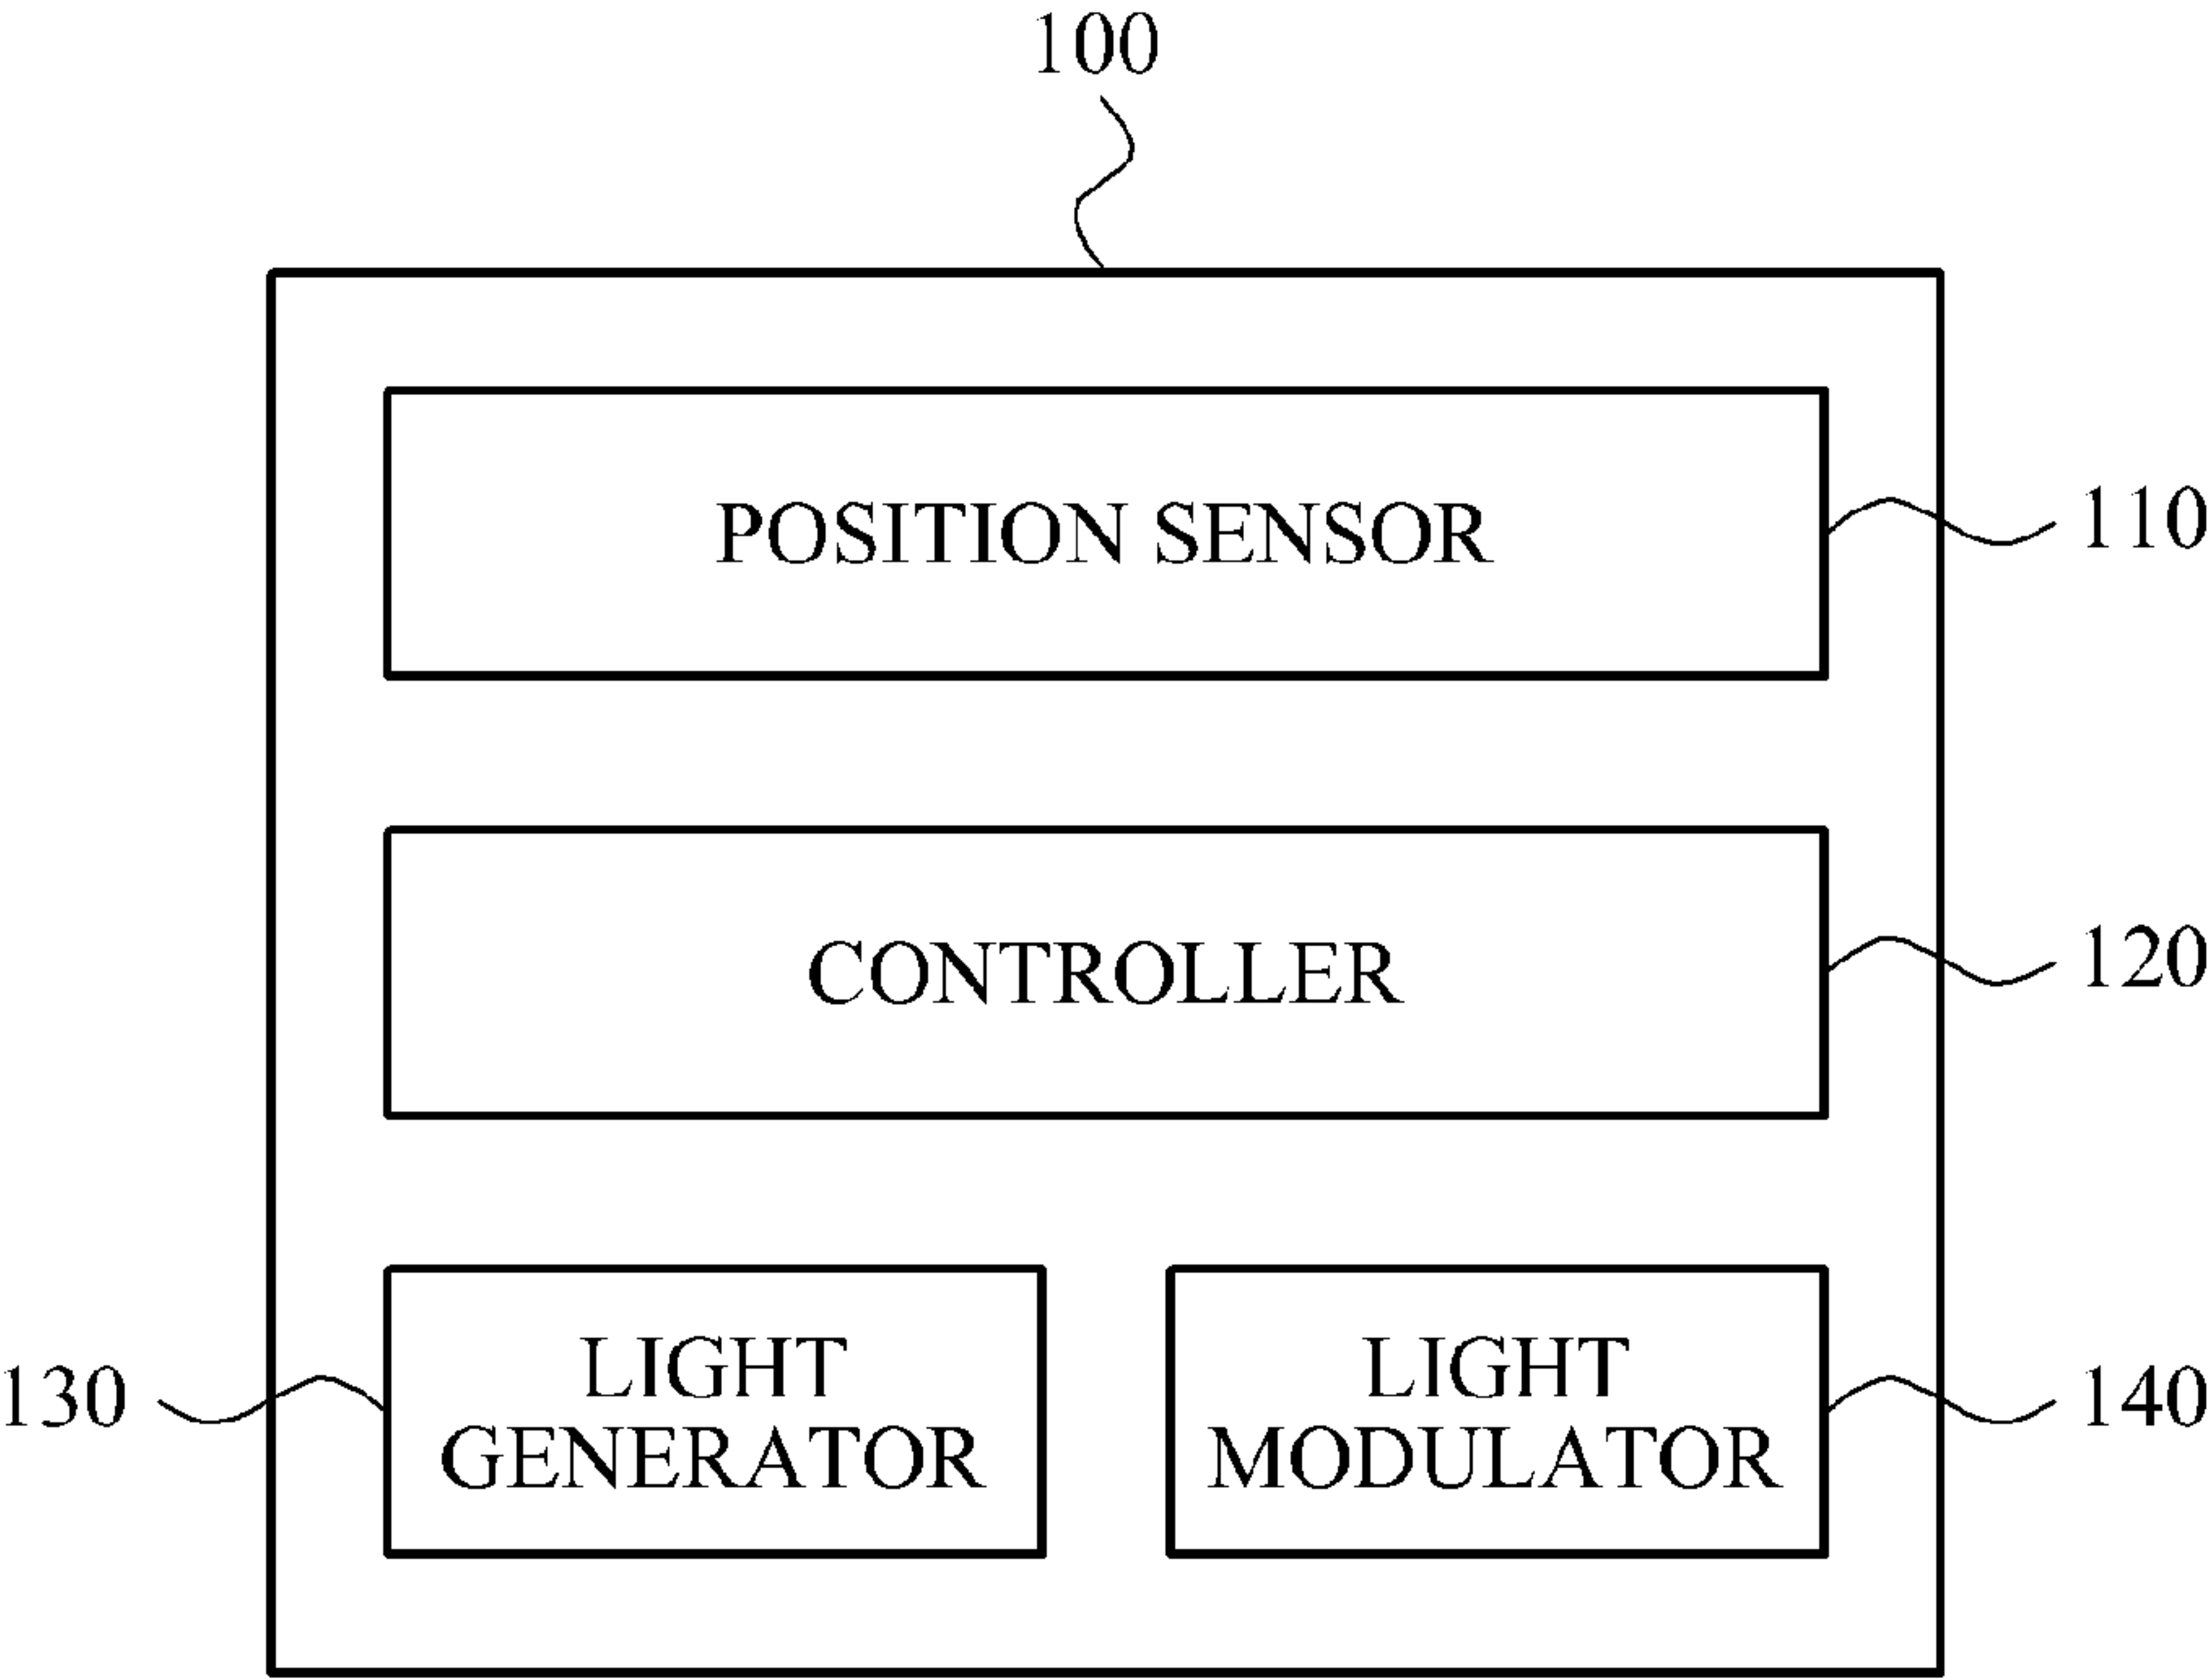 100
POSITION SENSOR
110
CONTROLLER
120
130
LIGHT
GENERATOR
LIGHT
MODULATOR
140